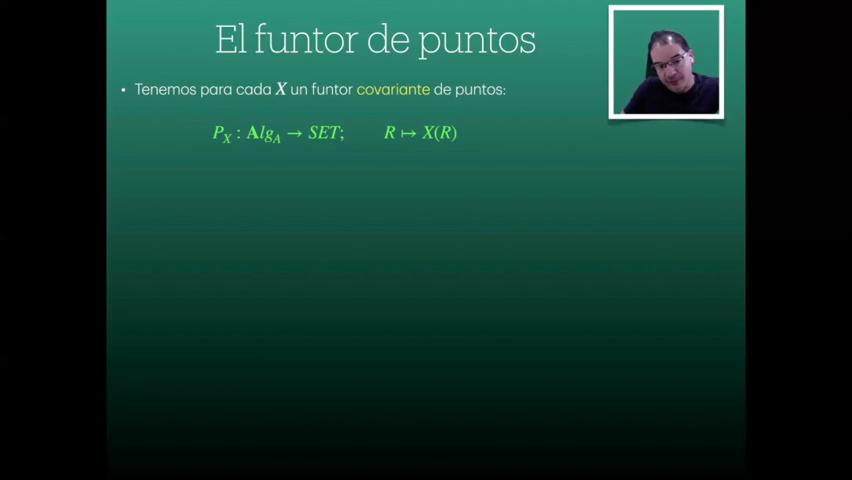 El funtor de puntos
• Tenemos para cada X un funtor covariante de puntos:
P_X : Alg_A → SET;  R ↦ X(R)